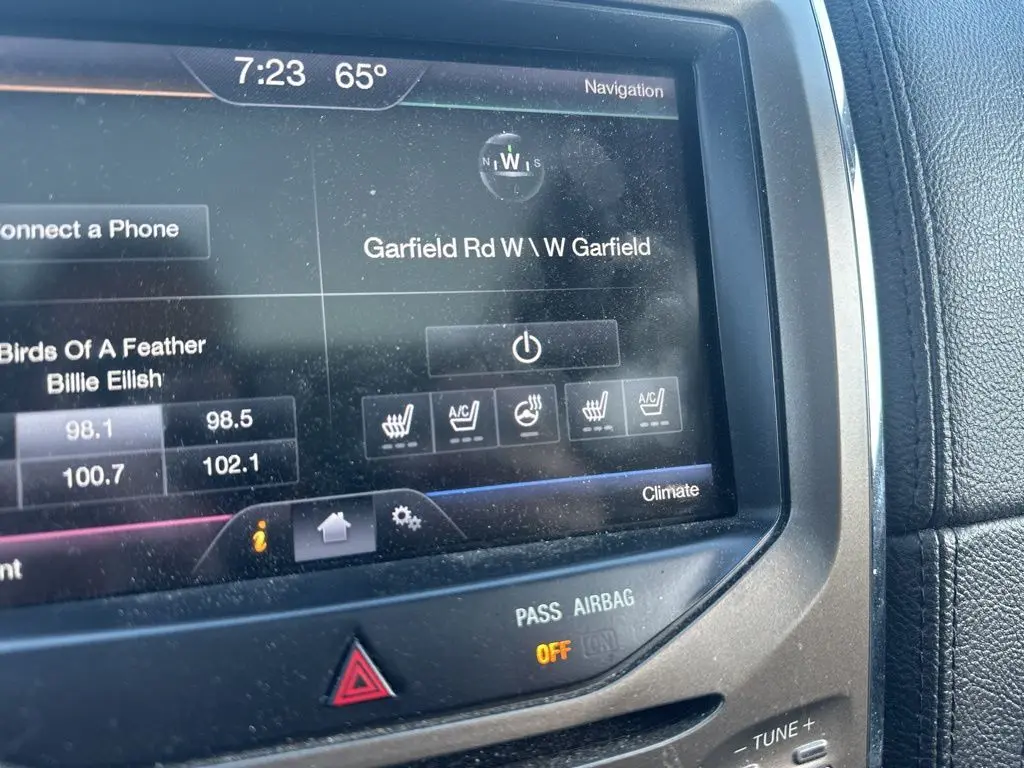 7:23 65°
Navigation
N W S
onnect a Phone
Garfield Rd W \ W Garfield
Birds Of A Feather
Billie Eilish
98.1 98.5
100.7 102.1
A/C A/C
Climate
i
nt
PASS AIRBAG
OFF ON
- TUNE +